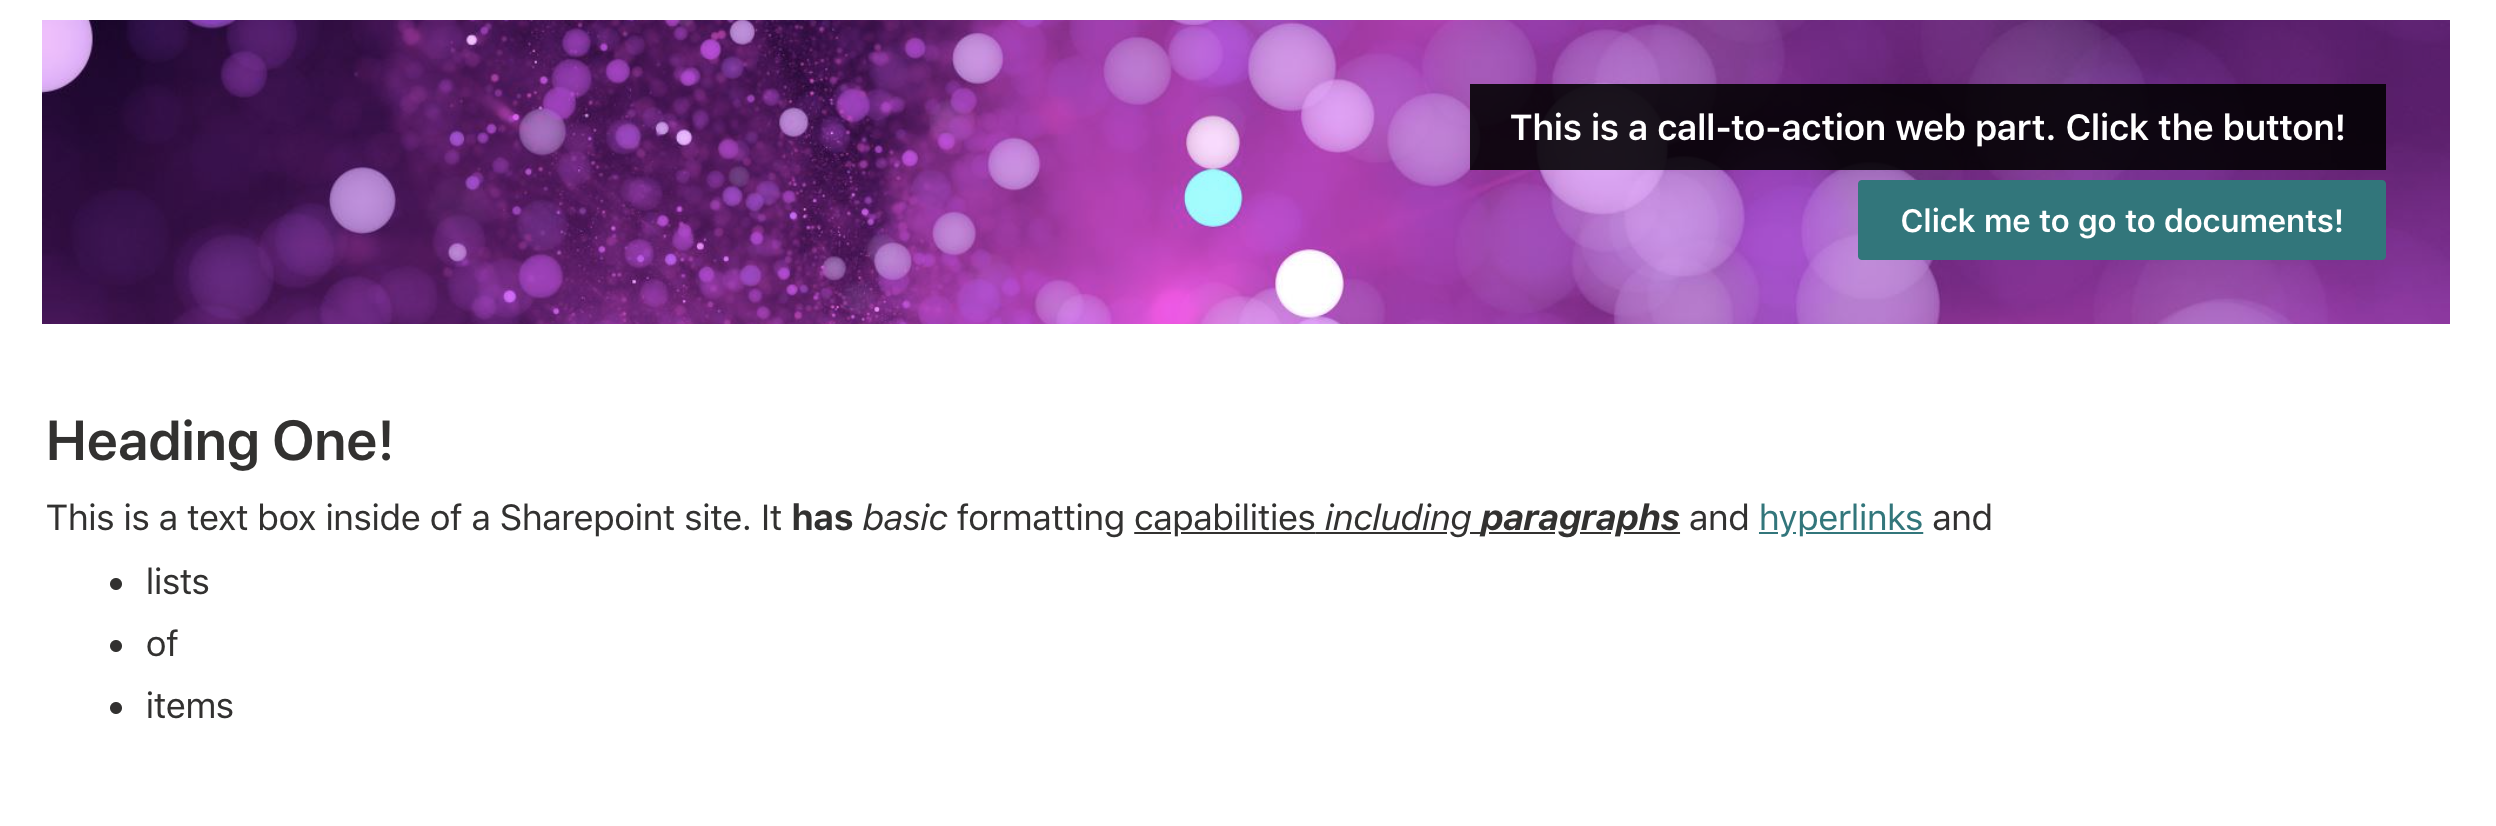 This is a call-to-action web part. Click the button!
Click me to go to documents!
Heading One!
This is a text box inside of a Sharepoint site. It has basic formatting capabilities including paragraphs and hyperlinks and
lists
of
items